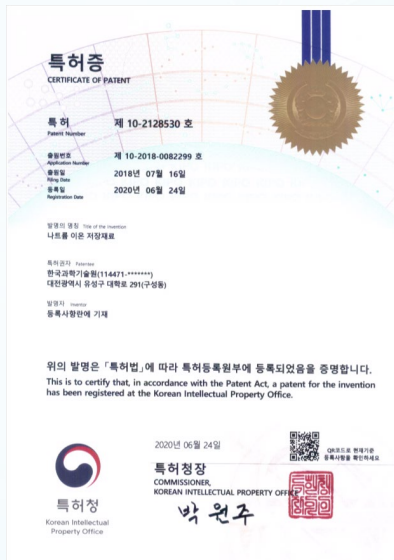 특허증
CERTIFICATE OF PATENT
특허 제 10-2128530 호
Patent Number
출원번호 제 10-2018-0082299 호
Application Number
출원일 2018년 07월 16일
Filing Date
등록일 2020년 06월 24일
Registration Date
발명의 명칭 Title of the Invention
나트륨 이온 저장재료
특허권자 Patentee
한국과학기술원(114471-*******)
대전광역시 유성구 대학로 291(구성동)
발명자 Inventor
등록사항란에 기재
위의 발명은 「특허법」에 따라 특허등록원부에 등록되었음을 증명합니다.
This is to certify that, in accordance with the Patent Act, a patent for the invention
has been registered at the Korean Intellectual Property Office.
2020년 06월 24일
QR코드로 현재기준
등록사항을 확인하세요
특허청장
COMMISSIONER,
KOREAN INTELLECTUAL PROPERTY OFFICE
박원주
특허청
Korean Intellectual
Property Office